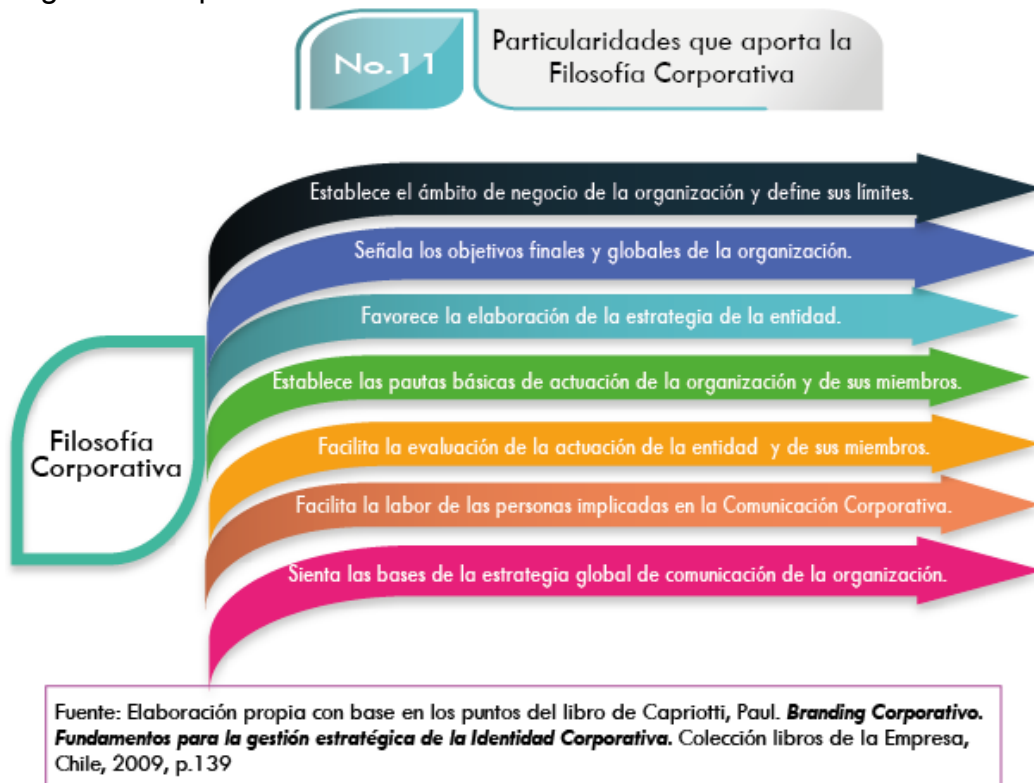 No.11
Particularidades que aporta la
Filosofía Corporativa
Establece el ámbito de negocio de la organización y define sus límites.
Señala los objetivos finales y globales de la organización.
Favorece la elaboración de la estrategia de la entidad.
Establece las pautas básicas de actuación de la organización y de sus miembros.
Facilita la evaluación de la actuación de la entidad y de sus miembros.
Facilita la labor de las personas implicadas en la Comunicación Corporativa.
Sienta las bases de la estrategia global de comunicación de la organización.
Filosofía
Corporativa
Fuente: Elaboración propia con base en los puntos del libro de Capriotti, Paul. Branding Corporativo.
Fundamentos para la gestión estratégica de la Identidad Corporativa. Colección libros de la Empresa,
Chile, 2009, p.139